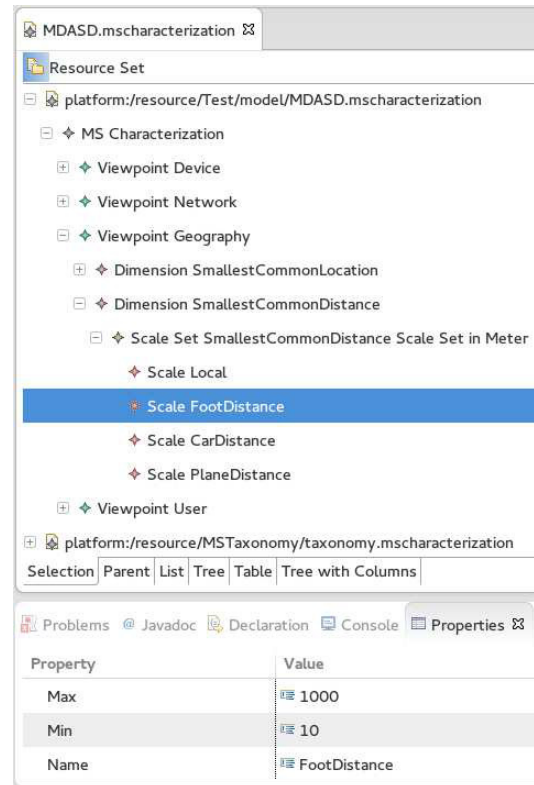 MDASD.mscharacterization
Resource Set
platform:/resource/Test/model/MDASD.mscharacterization
MS Characterization
Viewpoint Device
Viewpoint Network
Viewpoint Geography
Dimension SmallestCommonLocation
Dimension SmallestCommonDistance
Scale Set SmallestCommonDistance Scale Set in Meter
Scale Local
Scale FootDistance
Scale CarDistance
Scale PlaneDistance
Viewpoint User
platform:/resource/MSTaxonomy/taxonomy.mscharacterization
Selection Parent List Tree Table Tree with Columns
Problems @ Javadoc Declaration Console Properties
Property Value
Max 1000
Min 10
Name FootDistance